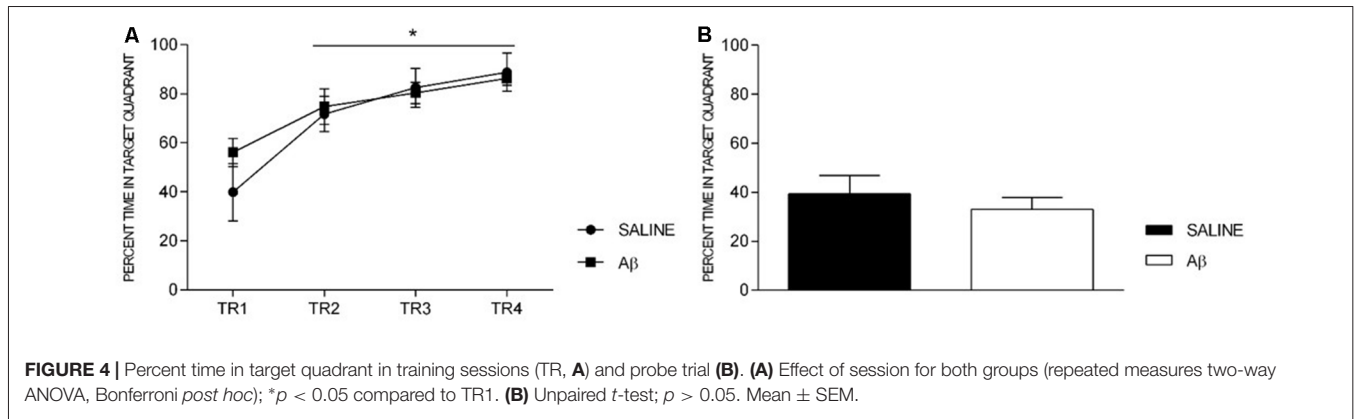 A
*
100
80
60
40
20
0
PERCENT TIME IN TARGET QUADRANT
TR1 TR2 TR3 TR4
SALINE
Aβ
B
100
80
60
40
20
0
PERCENT TIME IN TARGET QUADRANT
SALINE
Aβ
FIGURE 4 | Percent time in target quadrant in training sessions (TR, A) and probe trial (B). (A) Effect of session for both groups (repeated measures two-way
ANOVA, Bonferroni post hoc); *p < 0.05 compared to TR1. (B) Unpaired t-test; p > 0.05. Mean ± SEM.